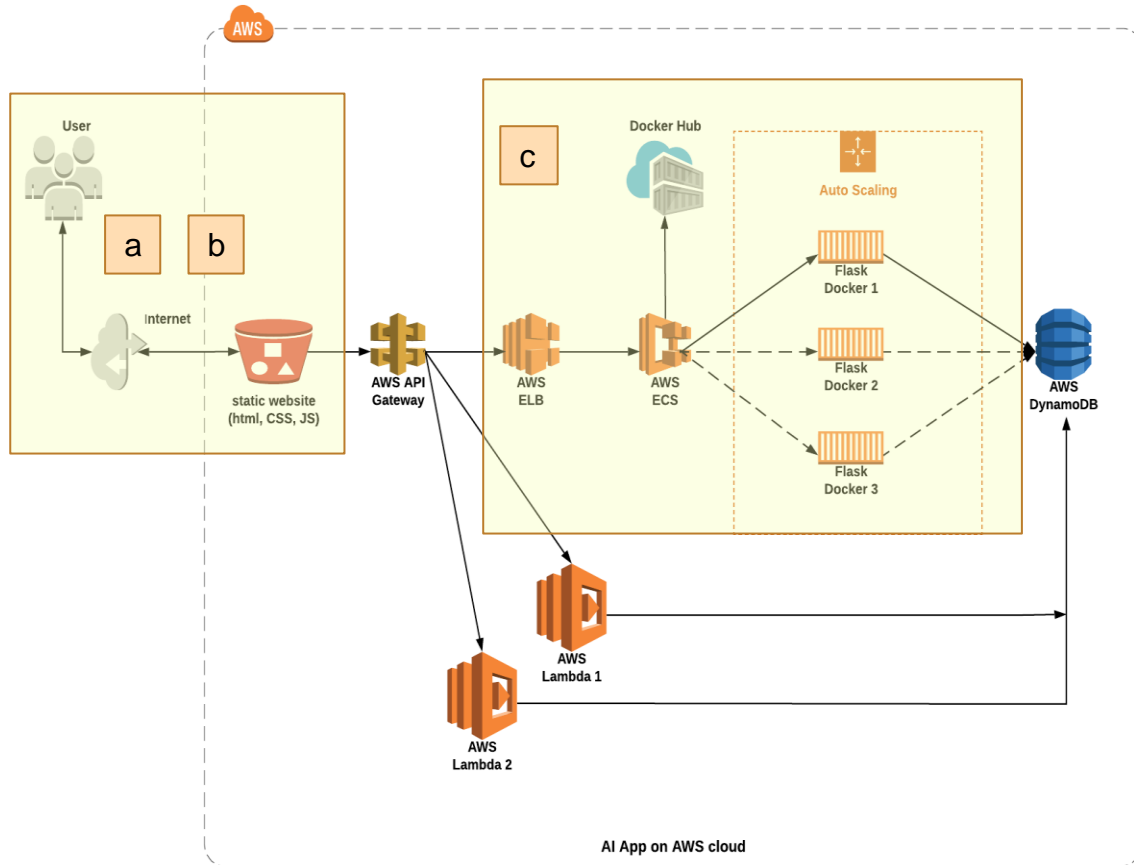 AWS
User
Docker Hub
c
Auto Scaling
a
b
Flask
Docker 1
Internet
AWS API
Gateway
AWS
ELB
AWS
ECS
Flask
Docker 2
AWS
DynamoDB
static website
(html, CSS, JS)
Flask
Docker 3
AWS
Lambda 1
AWS
Lambda 2
AI App on AWS cloud